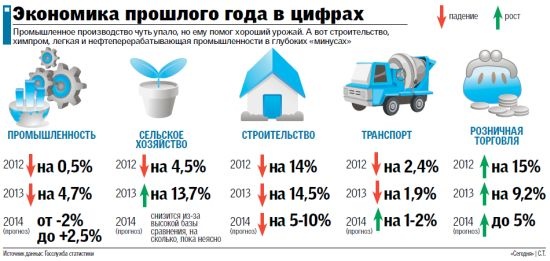 Экономика прошлого года в цифрах
падение
рост
Промышленное производство чуть упало, но ему помог хороший урожай. А вот строительство,
химпром, легкая и нефтеперерабатывающая промышленности в глубоких «минусах»
ПРОМЫШЛЕННОСТЬ
2012 на 0,5%
2013 на 4,7%
2014 от -2%
(прогноз) до +2,5%
СЕЛЬСКОЕ
ХОЗЯЙСТВО
2012 на 4,5%
2013 на 13,7%
2014 снизится из-за
(прогноз) высокой базы
сравнения, на
сколько, пока неясно
СТРОИТЕЛЬСТВО
2012 на 14%
2013 на 14,5%
2014 на 5-10%
(прогноз)
ТРАНСПОРТ
2012 на 2,4%
2013 на 1,9%
2014 на 1-2%
(прогноз)
РОЗНИЧНАЯ
ТОРГОВЛЯ
2012 на 15%
2013 на 9,2%
2014 до 5%
(прогноз)
Источник данных: Госслужба статистики
«Сегодня» | С.Т.